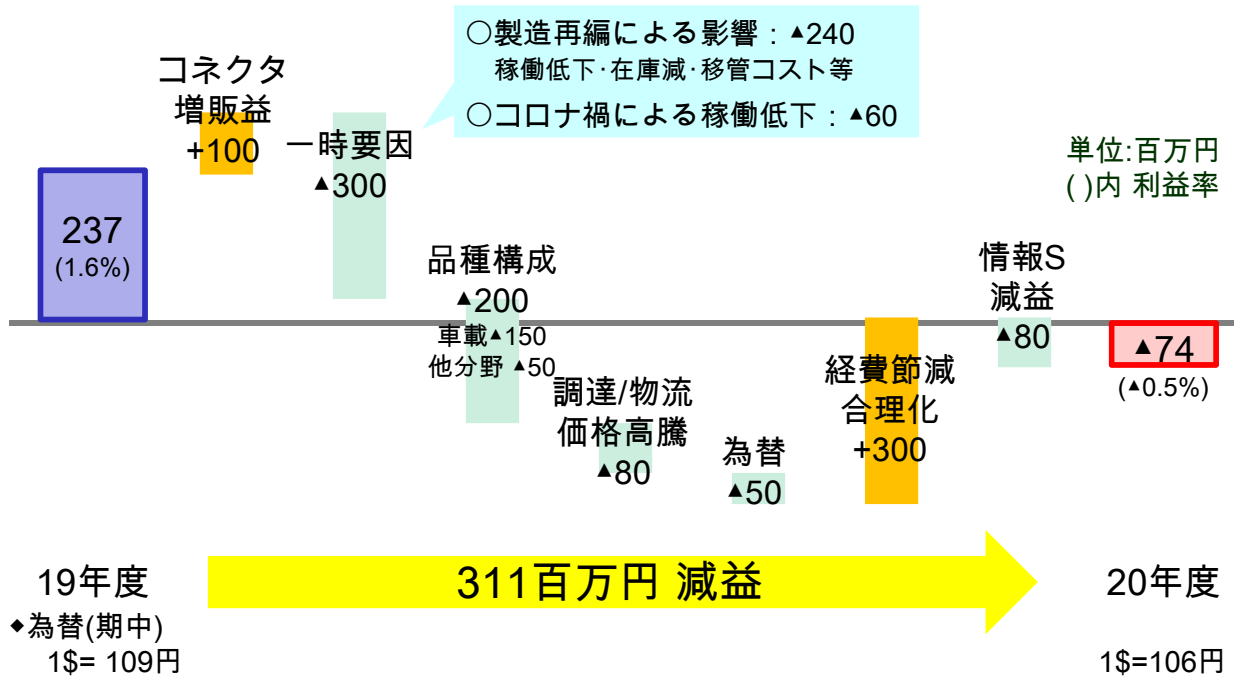 ○製造再編による影響：▲240
稼働低下･在庫減･移管コスト等
○コロナ禍による稼働低下：▲60
コネクタ
増販益
+100
一時要因
▲300
単位:百万円
( )内 利益率
237
(1.6%)
品種構成
▲200
車載▲150
他分野 ▲50
調達/物流
価格高騰
▲80
為替
▲50
経費節減
合理化
+300
情報S
減益
▲80
▲74
(▲0.5%)
19年度
311百万円 減益
20年度
◆為替(期中)
1$= 109円
1$=106円